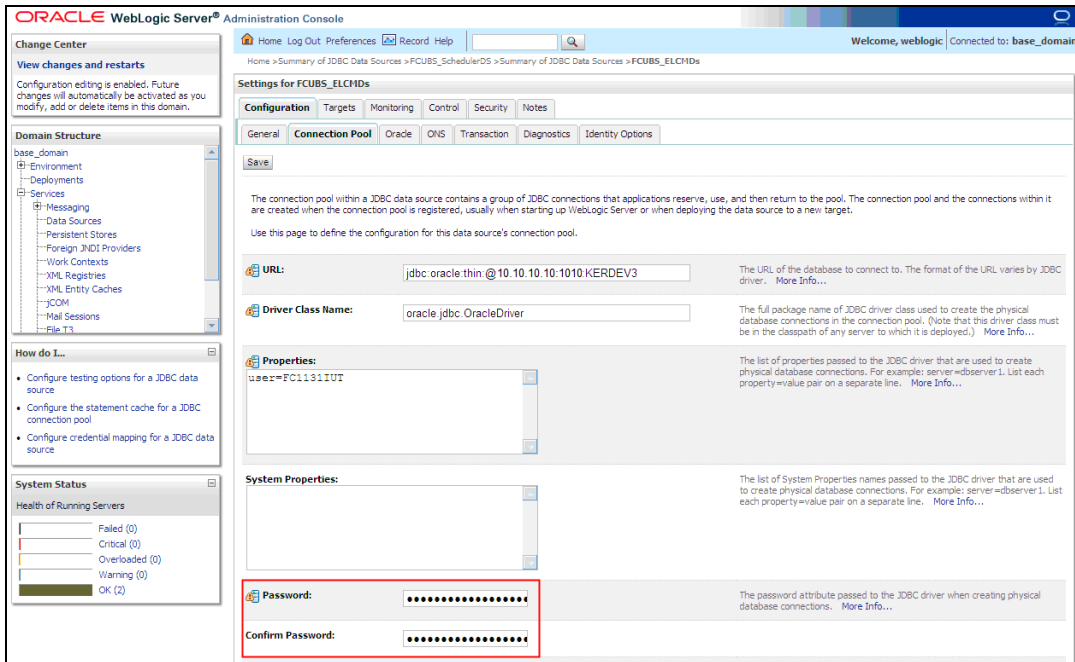 ORACLE WebLogic Server® Administration Console
Change Center
View changes and restarts
Configuration editing is enabled. Future
changes will automatically be activated as you
modify, add or delete items in this domain.
Domain Structure
base_domain
Environment
Deployments
Services
Messaging
Data Sources
Persistent Stores
Foreign JNDI Providers
Work Contexts
XML Registries
XML Entity Caches
jCOM
Mail Sessions
File T3
How do I...
Configure testing options for a JDBC data
source
Configure the statement cache for a JDBC
connection pool
Configure credential mapping for a JDBC data
source
System Status
Health of Running Servers
Failed (0)
Critical (0)
Overloaded (0)
Warning (0)
OK (2)
Home Log Out Preferences Record Help
Welcome, weblogic Connected to: base_domain
Home >Summary of JDBC Data Sources >FCUBS_SchedulerDS >Summary of JDBC Data Sources >FCUBS_ELCMDs
Settings for FCUBS_ELCMDs
Configuration Targets Monitoring Control Security Notes
General Connection Pool Oracle ONS Transaction Diagnostics Identity Options
Save
The connection pool within a JDBC data source contains a group of JDBC connections that applications reserve, use, and then return to the pool. The connection pool and the connections within it
are created when the connection pool is registered, usually when starting up WebLogic Server or when deploying the data source to a new target.
Use this page to define the configuration for this data source's connection pool.
URL: jdbc:oracle:thin:@10.10.10.10:1010:KERDEV3
The URL of the database to connect to. The format of the URL varies by JDBC
driver. More Info...
Driver Class Name: oracle.jdbc.OracleDriver
The full package name of JDBC driver class used to create the physical
database connections in the connection pool. (Note that this driver class must
be in the classpath of any server to which it is deployed.) More Info...
Properties:
user=FC1131IUT
The list of properties passed to the JDBC driver that are used to create
physical database connections. For example: server=dbserver1. List each
property=value pair on a separate line. More Info...
System Properties:
The list of System Properties names passed to the JDBC driver that are used
to create physical database connections. For example: server=dbserver1. List
each property=value pair on a separate line. More Info...
Password: ••••••••••••••••••
The password attribute passed to the JDBC driver when creating physical
database connections. More Info...
Confirm Password: ••••••••••••••••••